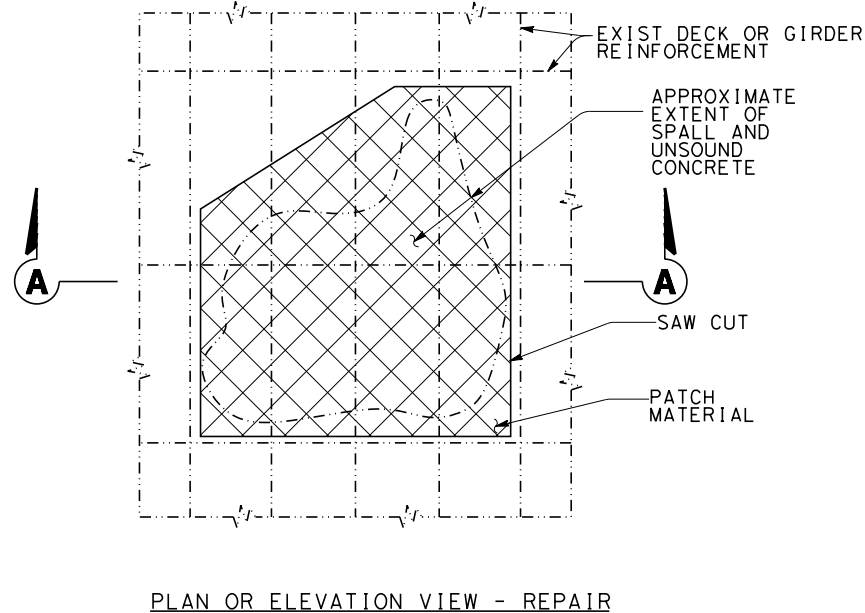 EXIST DECK OR GIRDER
REINFORCEMENT
APPROXIMATE
EXTENT OF
SPALL AND
UNSOUND
CONCRETE
A
A
SAW CUT
PATCH
MATERIAL
PLAN OR ELEVATION VIEW - REPAIR